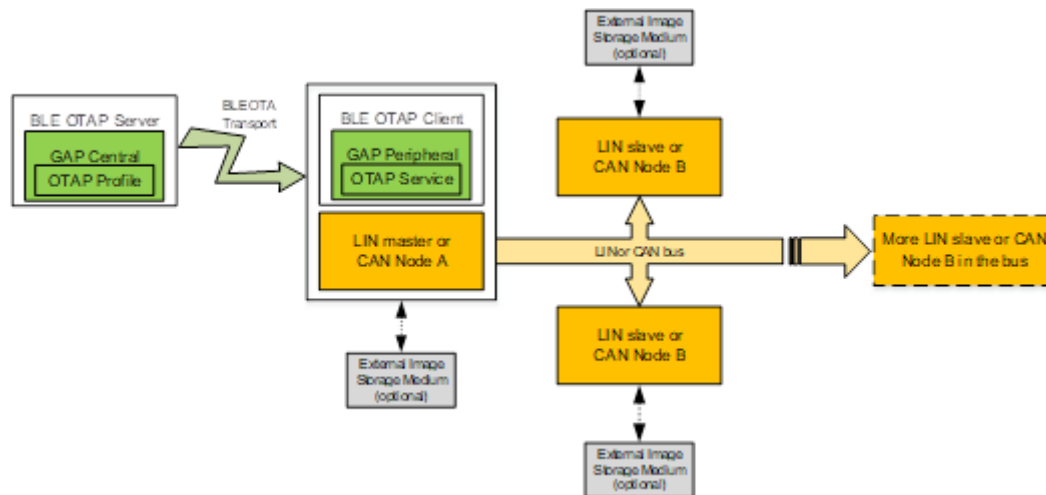 BLE OTAP Server
GAP Central
OTAP Profile
BLE OTA
Transport
BLE OTAP Client
GAP Peripheral
OTAP Service
LIN master or
CAN Node A
External Image
Storage Medium
(optional)
External Image
Storage Medium
(optional)
LIN slave or
CAN Node B
LIN or CAN bus
LIN slave or
CAN Node B
External Image
Storage Medium
(optional)
More LIN slave or CAN
Node B in the bus